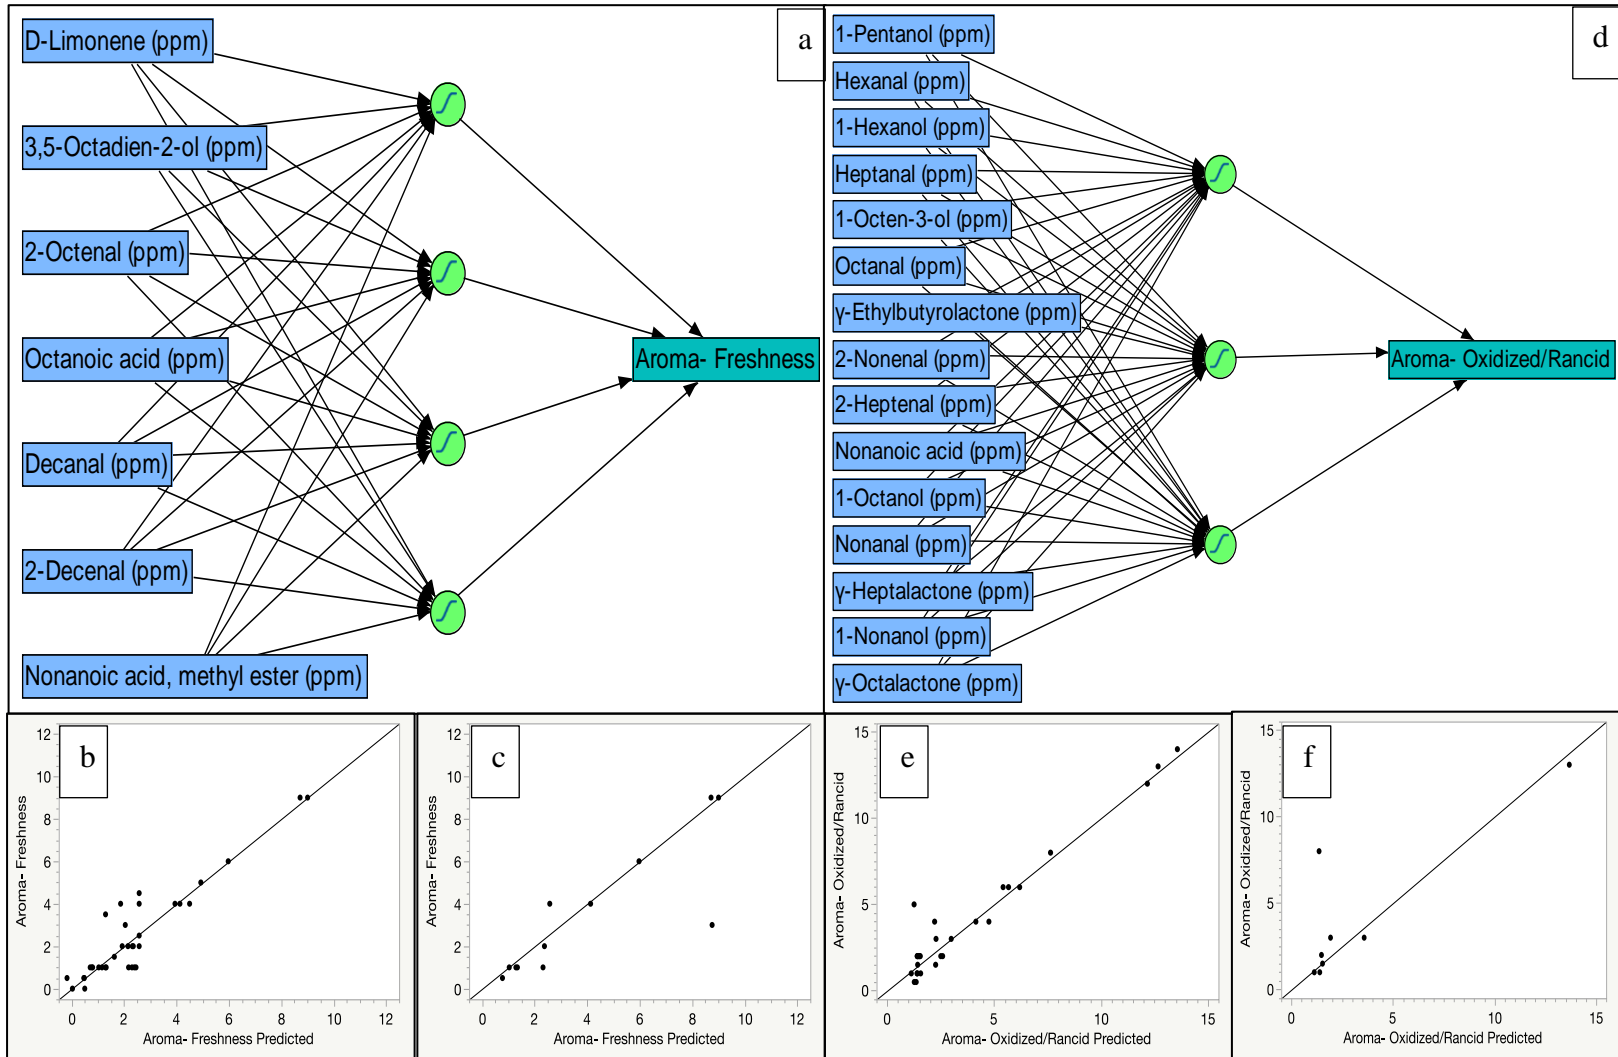 a
D-Limonene (ppm)
3,5-Octadien-2-ol (ppm)
2-Octenal (ppm)
Octanoic acid (ppm)
Decanal (ppm)
2-Decenal (ppm)
Nonanoic acid, methyl ester (ppm)
Aroma- Freshness
d
1-Pentanol (ppm)
Hexanal (ppm)
1-Hexanol (ppm)
Heptanal (ppm)
1-Octen-3-ol (ppm)
Octanal (ppm)
γ-Ethylbutyrolactone (ppm)
2-Nonenal (ppm)
2-Heptenal (ppm)
Nonanoic acid (ppm)
1-Octanol (ppm)
Nonanal (ppm)
γ-Heptalactone (ppm)
1-Nonanol (ppm)
γ-Octalactone (ppm)
Aroma- Oxidized/Rancid
b
Aroma- Freshness
12
10
8
6
4
2
0
0 2 4 6 8 10 12
Aroma- Freshness Predicted
c
Aroma- Freshness
12
10
8
6
4
2
0
0 2 4 6 8 10 12
Aroma- Freshness Predicted
e
Aroma- Oxidized/Rancid
15
10
5
0
0 5 10 15
Aroma- Oxidized/Rancid Predicted
f
Aroma- Oxidized/Rancid
15
10
5
0
0 5 10 15
Aroma- Oxidized/Rancid Predicted